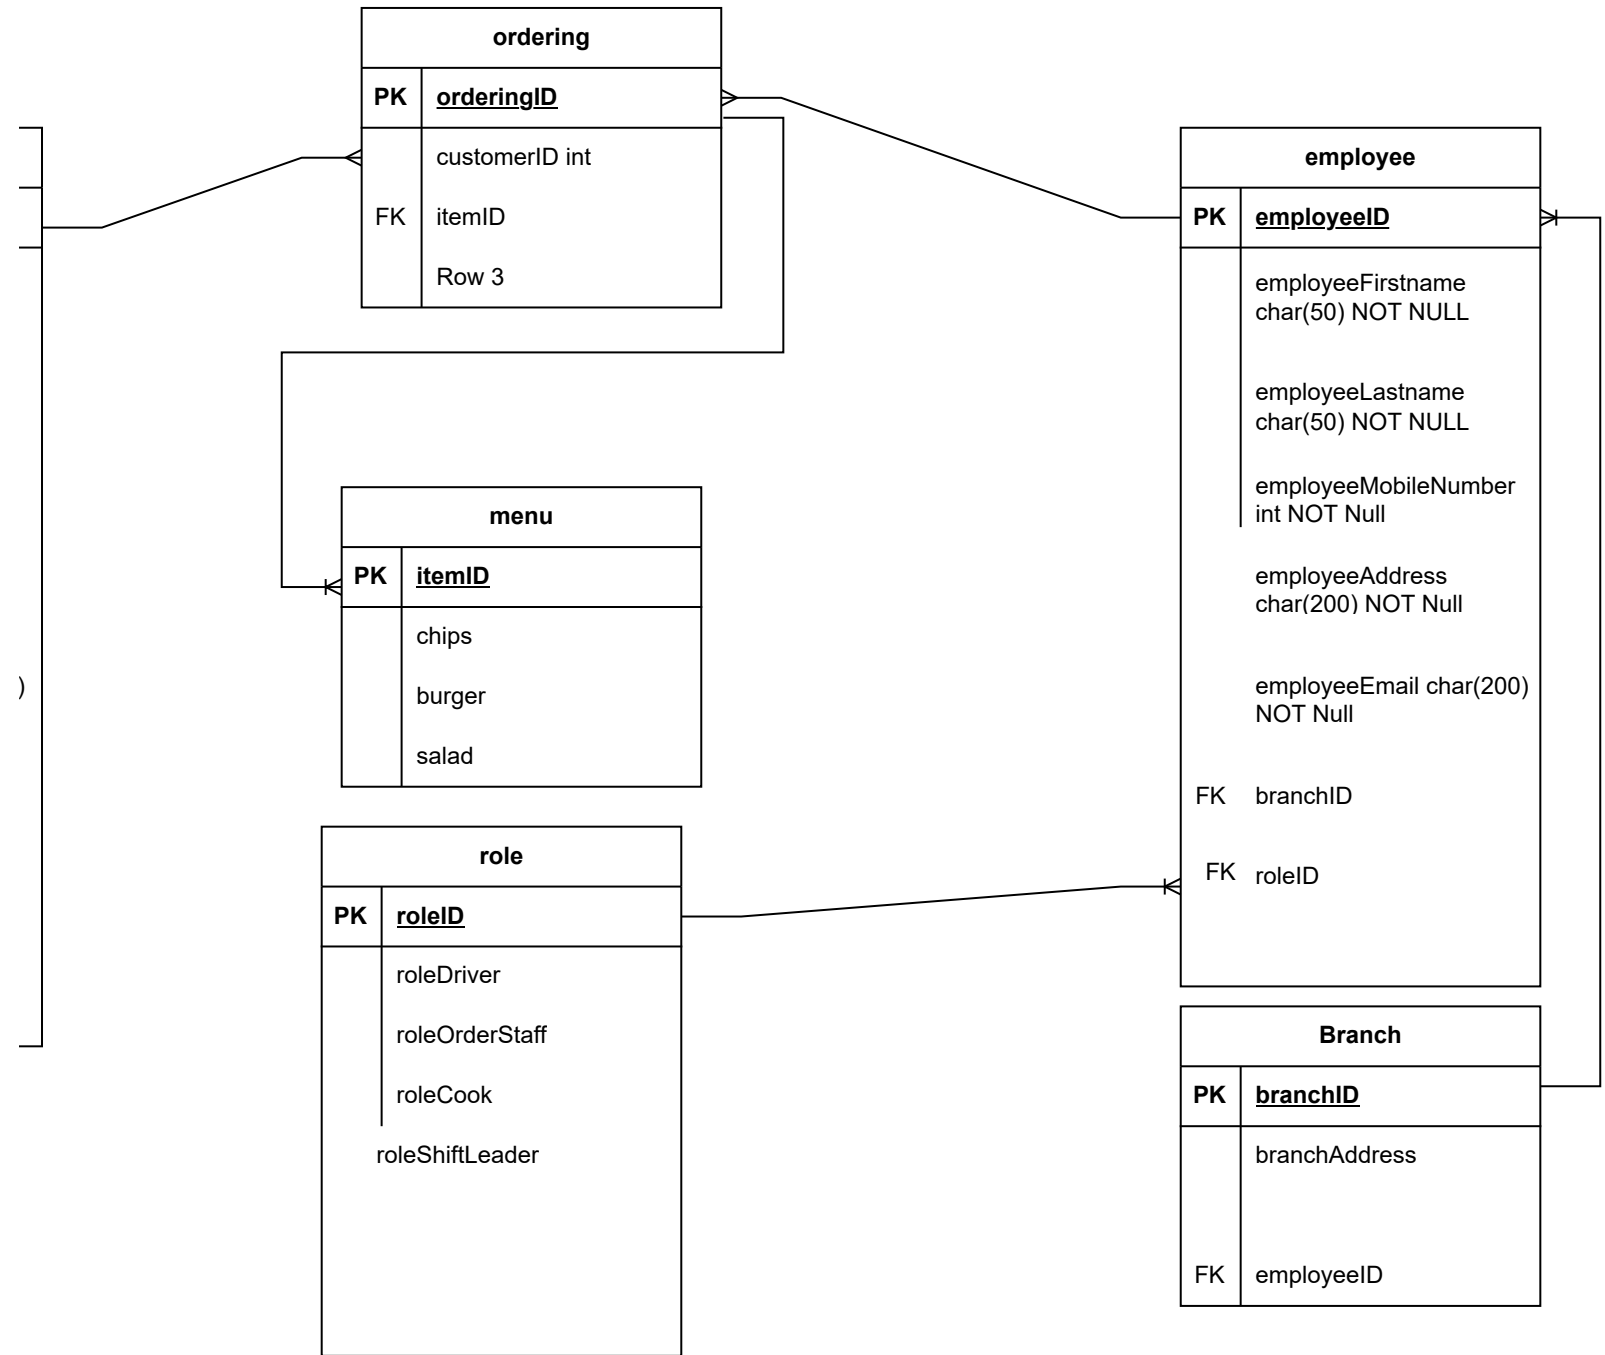 ordering
PK orderingID
customerID int
FK itemID
Row 3
employee
PK employeeID
employeeFirstname
char(50) NOT NULL
employeeLastname
char(50) NOT NULL
employeeMobileNumber
int NOT Null
employeeAddress
char(200) NOT Null
employeeEmail char(200)
NOT Null
FK branchID
FK roleID
)
menu
PK itemID
chips
burger
salad
role
PK roleID
roleDriver
roleOrderStaff
roleCook
roleShiftLeader
Branch
PK branchID
branchAddress
FK employeeID